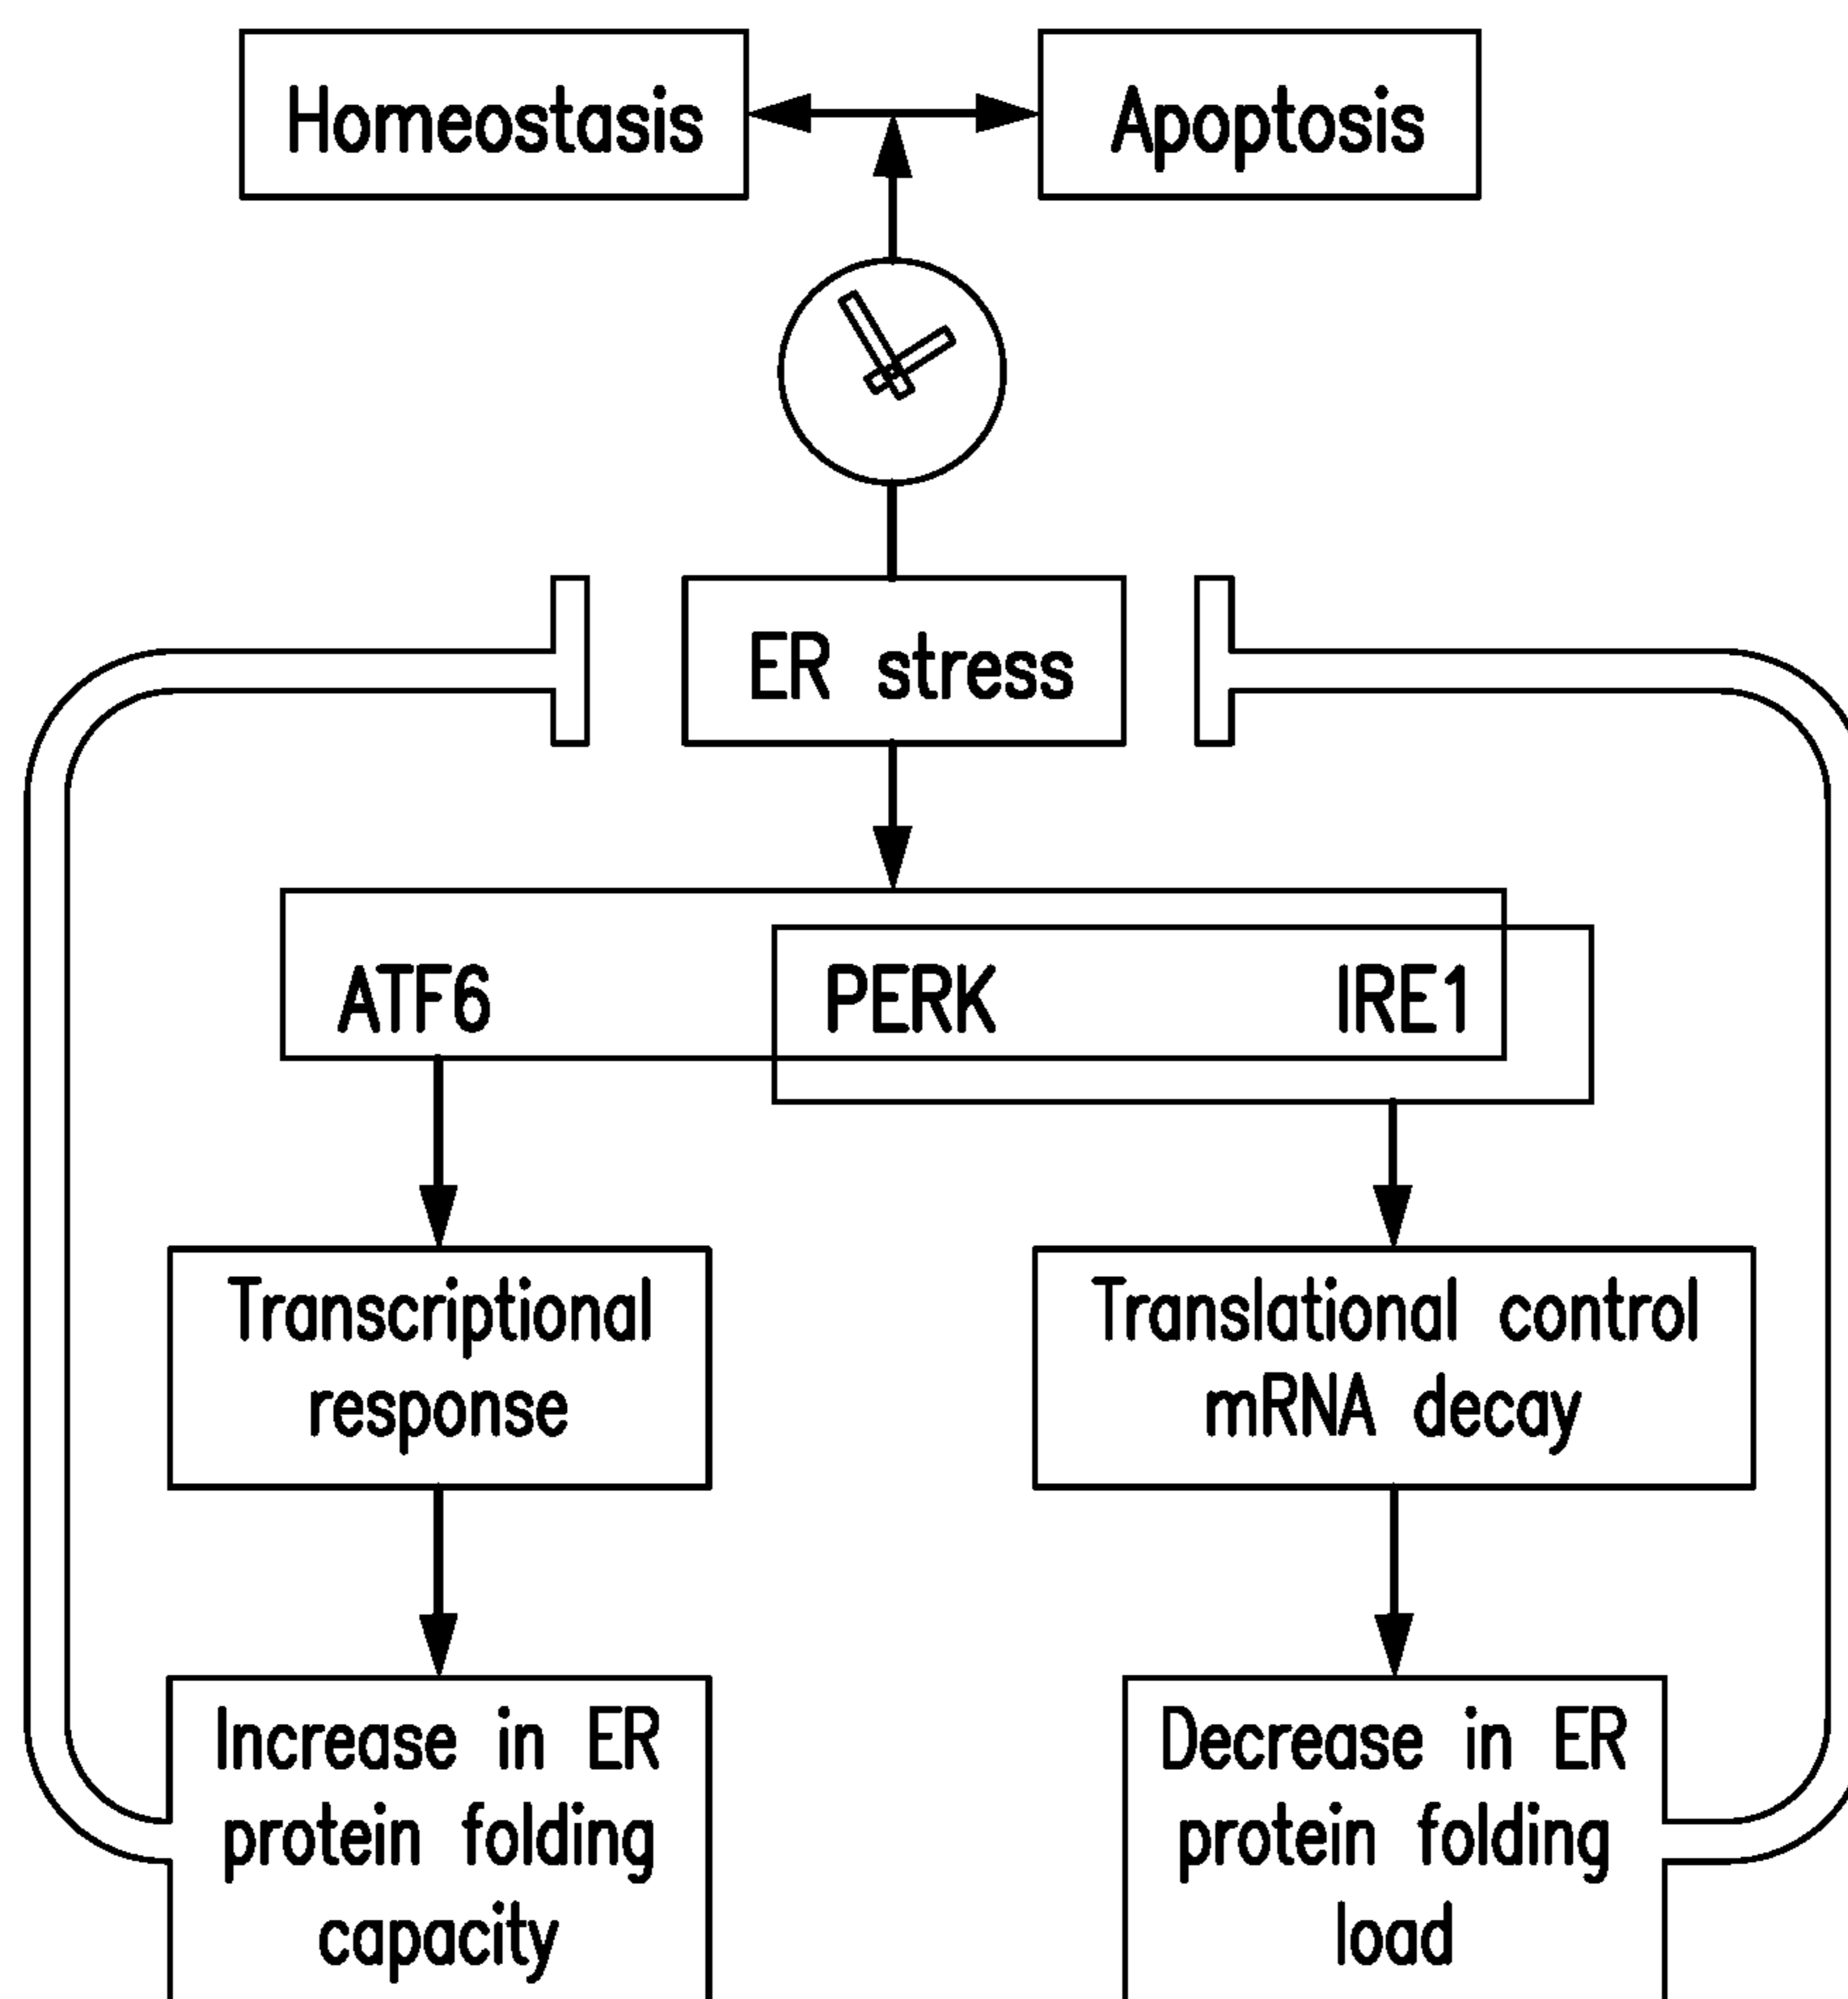 Homeostasis
Apoptosis
ER stress
ATF6
PERK
IRE1
Transcriptional
response
Translational control
mRNA decay
Increase in ER
protein folding
capacity
Decrease in ER
protein folding
load